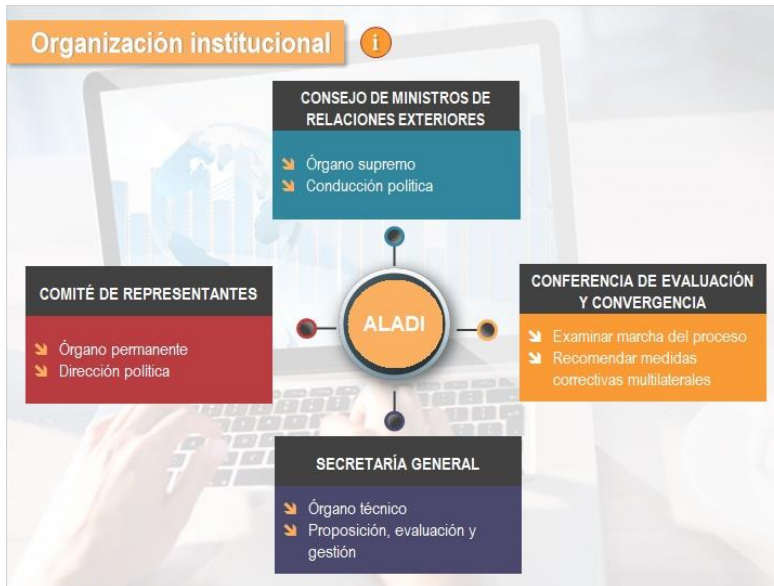 Organización institucional
i
CONSEJO DE MINISTROS DE
RELACIONES EXTERIORES
Órgano supremo
Conducción política
COMITÉ DE REPRESENTANTES
Órgano permanente
Dirección política
ALADI
CONFERENCIA DE EVALUACIÓN
Y CONVERGENCIA
Examinar marcha del proceso
Recomendar medidas
correctivas multilaterales
SECRETARÍA GENERAL
Órgano técnico
Proposición, evaluación y
gestión